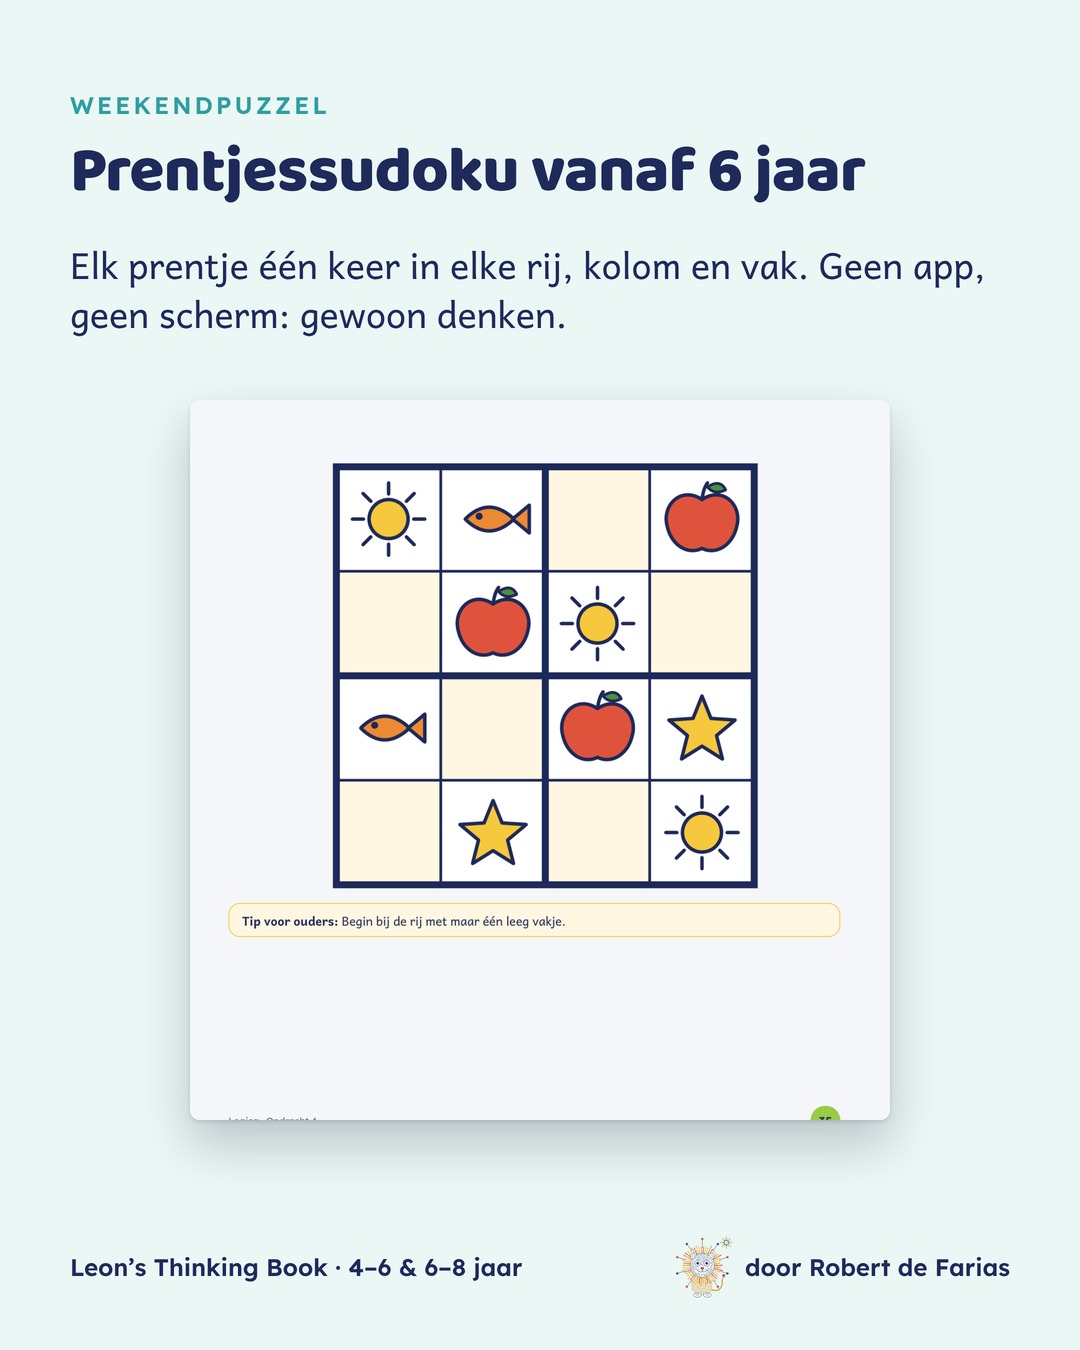 WEEKENDPUZZEL
Prentjessudoku vanaf 6 jaar
Elk prentje één keer in elke rij, kolom en vak. Geen app,
geen scherm: gewoon denken.
Tip voor ouders: Begin bij de rij met maar één leeg vakje.
Leon’s Thinking Book · 4–6 & 6–8 jaar
door Robert de Farias